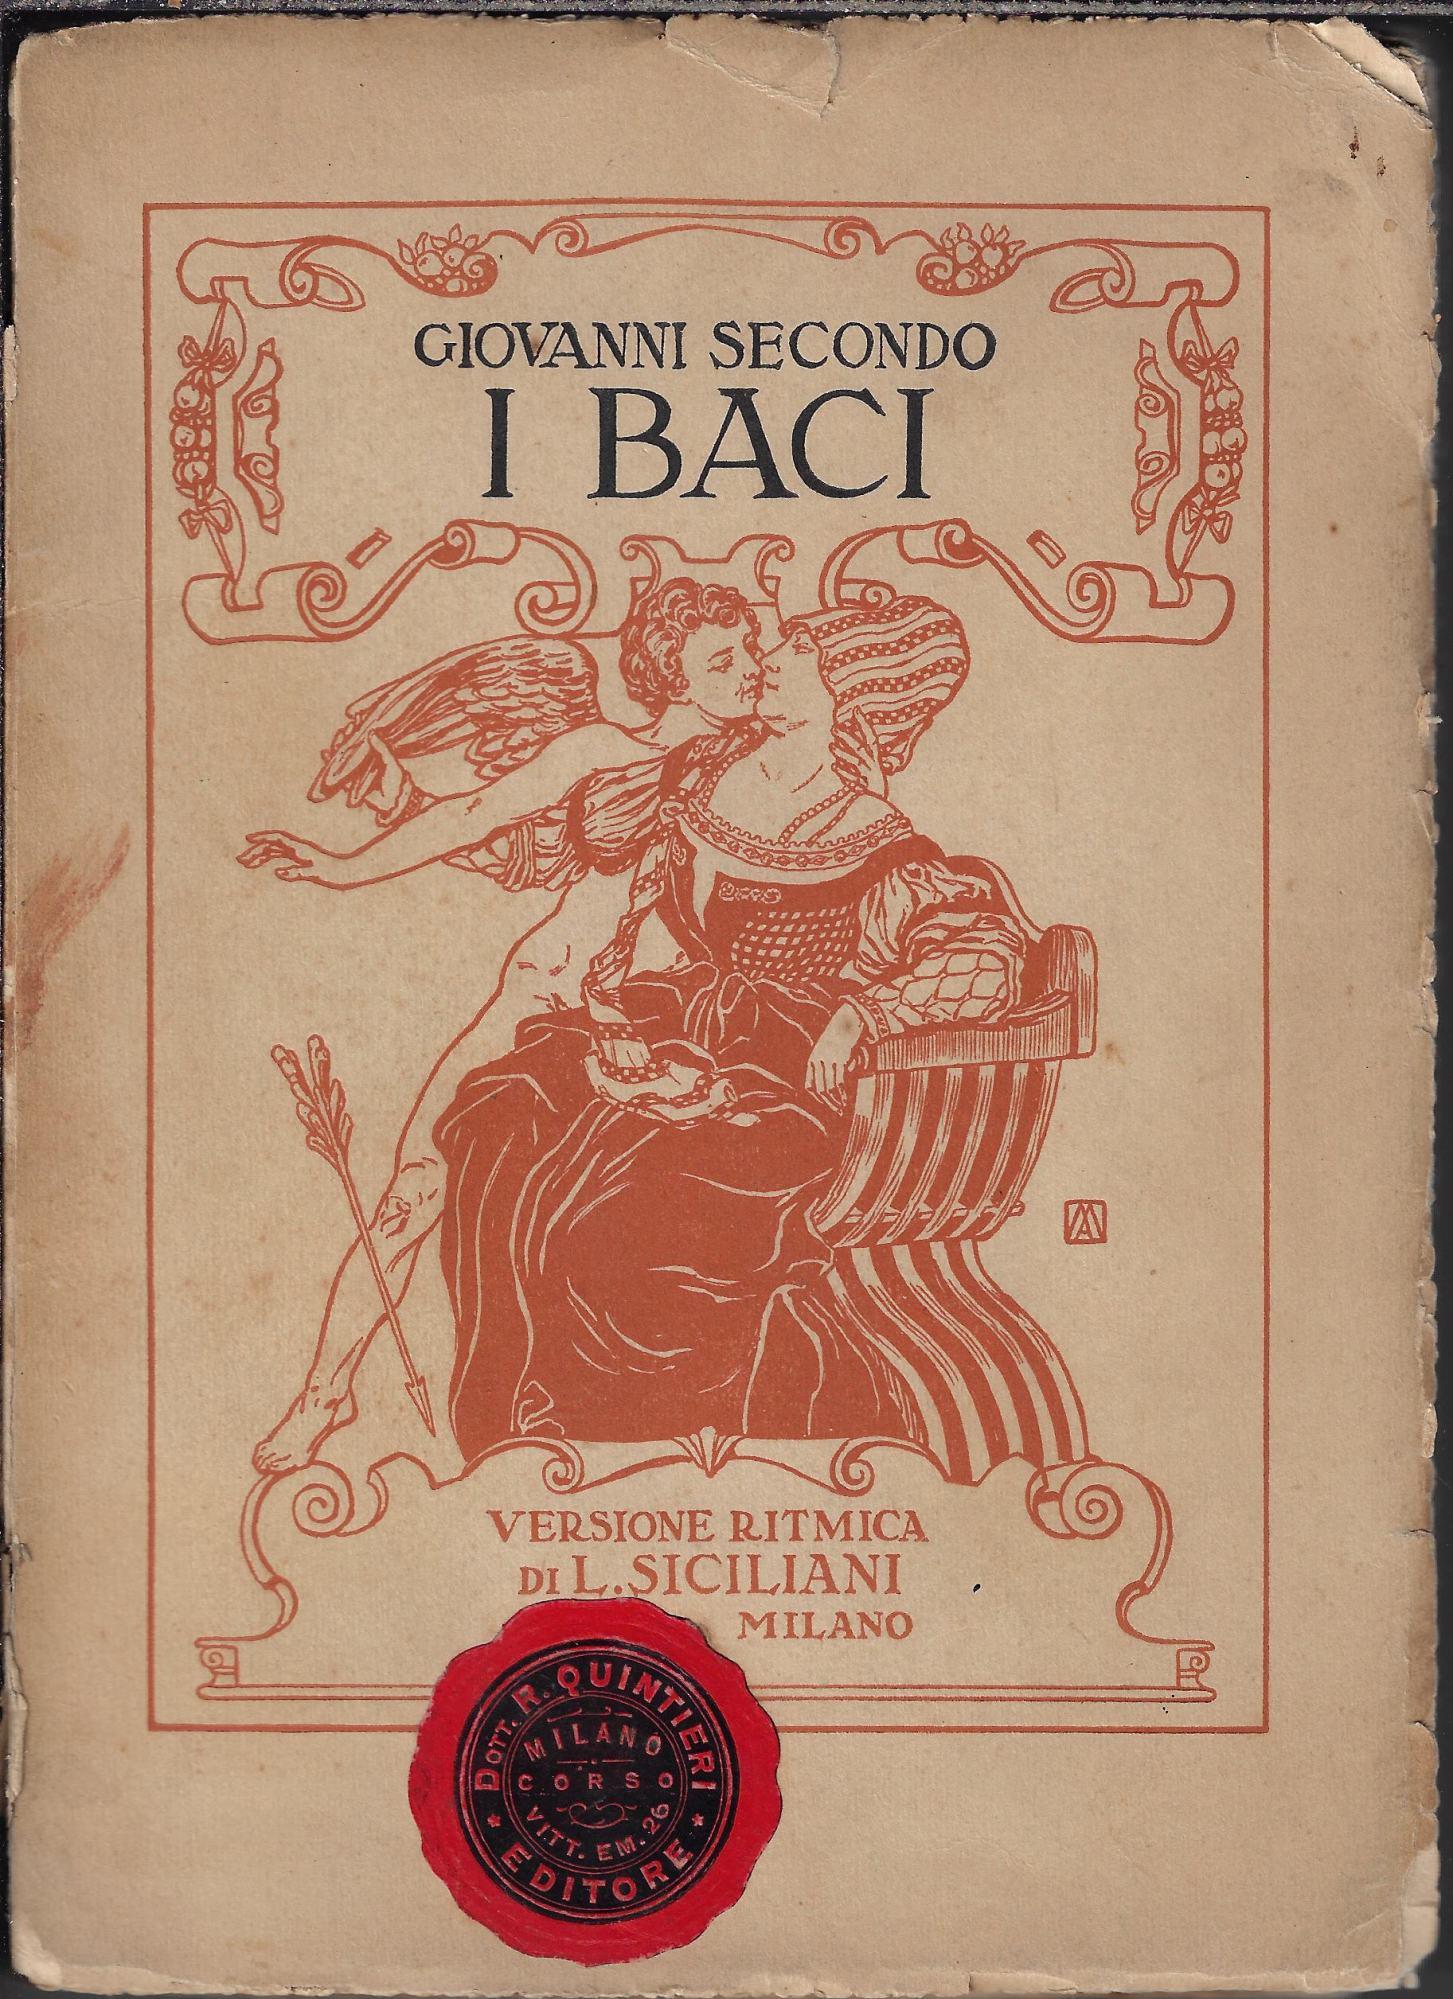 GIOVANNI SECONDO
I BACI
VERSIONE RITMICA
DI L. SICILIANI
MILANO
DOTT. R. QUINTIERI
MILANO
CORSO
VITT. EM. 26
* EDITORE *